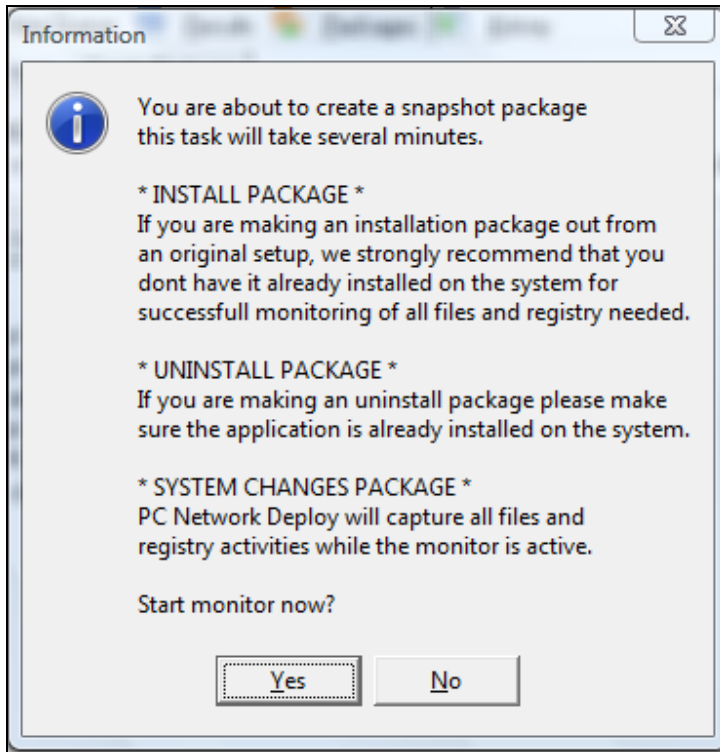 Information
You are about to create a snapshot package
this task will take several minutes.
* INSTALL PACKAGE *
If you are making an installation package out from
an original setup, we strongly recommend that you
dont have it already installed on the system for
successfull monitoring of all files and registry needed.
* UNINSTALL PACKAGE *
If you are making an uninstall package please make
sure the application is already installed on the system.
* SYSTEM CHANGES PACKAGE *
PC Network Deploy will capture all files and
registry activities while the monitor is active.
Start monitor now?
Yes No